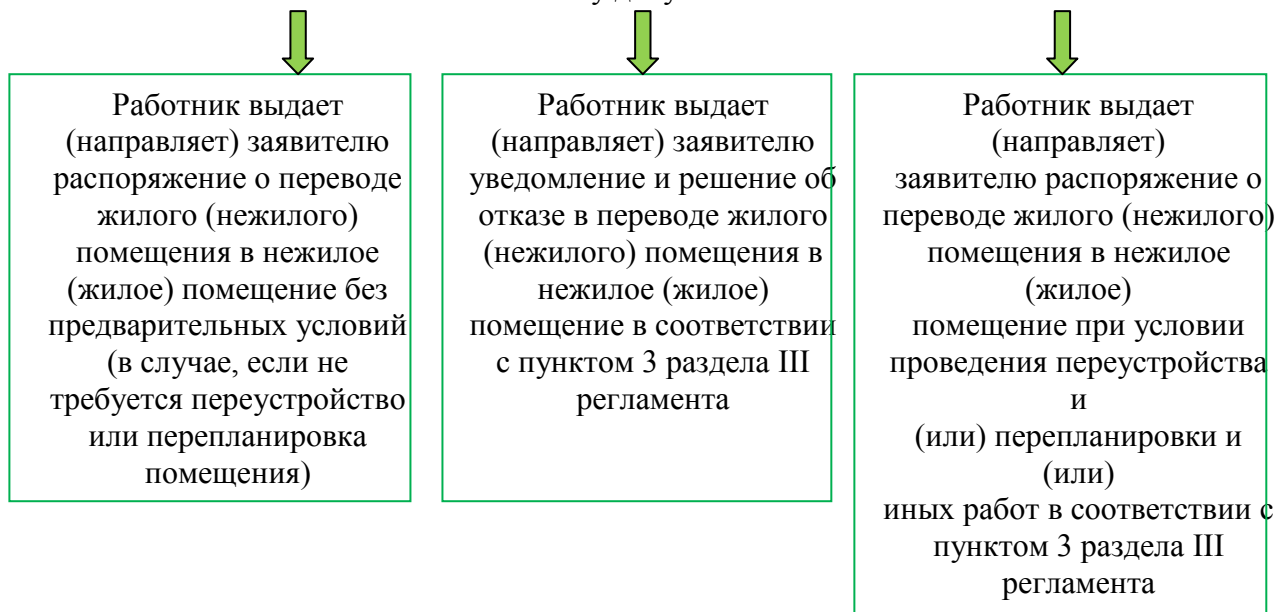 Работник выдает
(направляет) заявителю
распоряжение о переводе
жилого (нежилого)
помещения в нежилое
(жилое) помещение без
предварительных условий
(в случае, если не
требуется переустройство
или перепланировка
помещения)
Работник выдает
(направляет) заявителю
уведомление и решение об
отказе в переводе жилого
(нежилого) помещения в
нежилое (жилое)
помещение в соответствии
с пунктом 3 раздела III
регламента
Работник выдает
(направляет)
заявителю распоряжение о
переводе жилого (нежилого)
помещения в нежилое
(жилое)
помещение при условии
проведения переустройства
и
(или) перепланировки и
(или)
иных работ в соответствии с
пунктом 3 раздела III
регламента